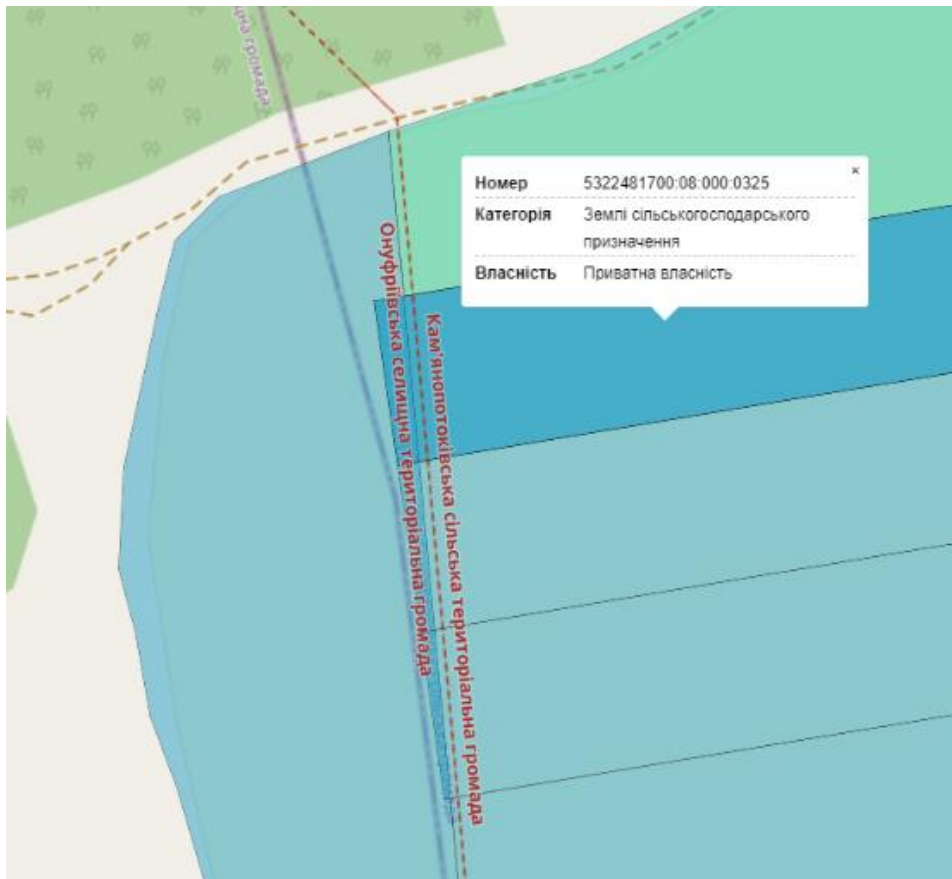 щна громада
Номер 5322481700:08:000:0325
Категорія Землі сільськогосподарського
призначення
Власність Приватна власність
×
Онуфріївська селищна територіальна громада
Кам'янопотоківська сільська територіальна громада